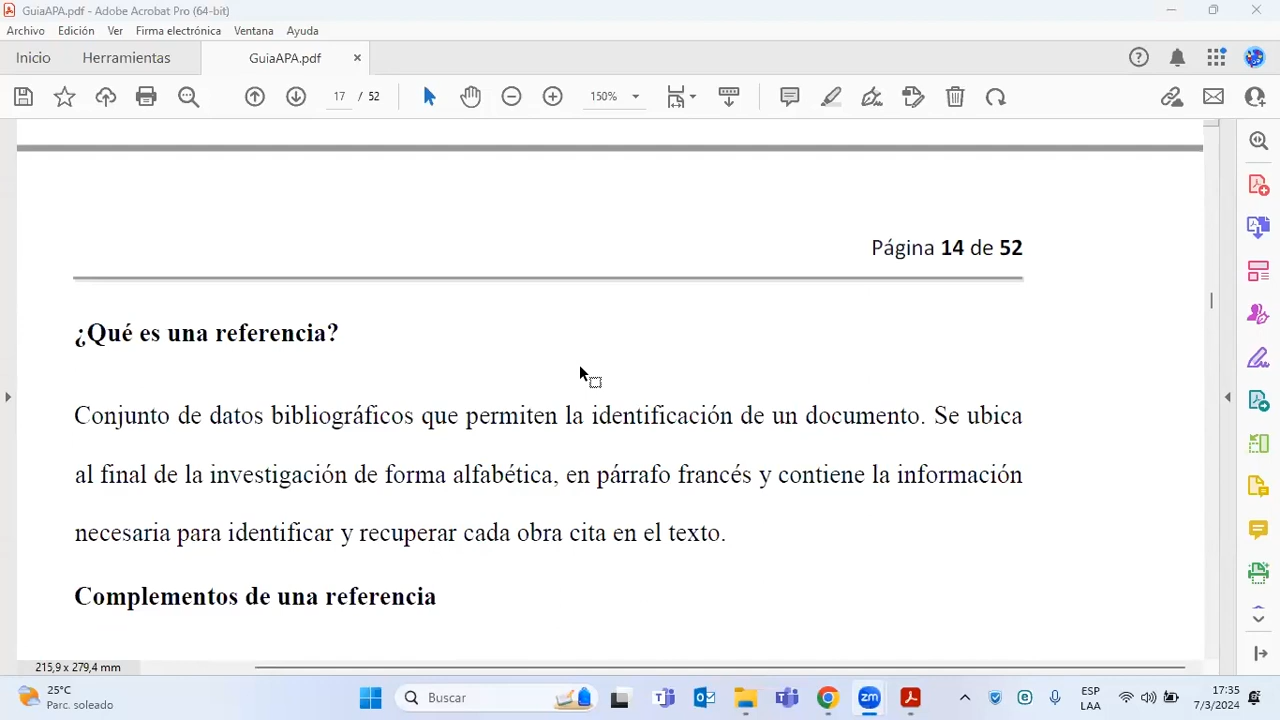 GuiaAPA.pdf - Adobe Acrobat Pro (64-bit)
Archivo Edición Ver Firma electrónica Ventana Ayuda
Inicio Herramientas GuiaAPA.pdf
17 / 52 150%
Página 14 de 52
¿Qué es una referencia?
Conjunto de datos bibliográficos que permiten la identificación de un documento. Se ubica
al final de la investigación de forma alfabética, en párrafo francés y contiene la información
necesaria para identificar y recuperar cada obra cita en el texto.
Complementos de una referencia
215,9 x 279,4 mm
25°C
Parc. soleado
Buscar
zm
ESP
LAA
17:35
7/3/2024